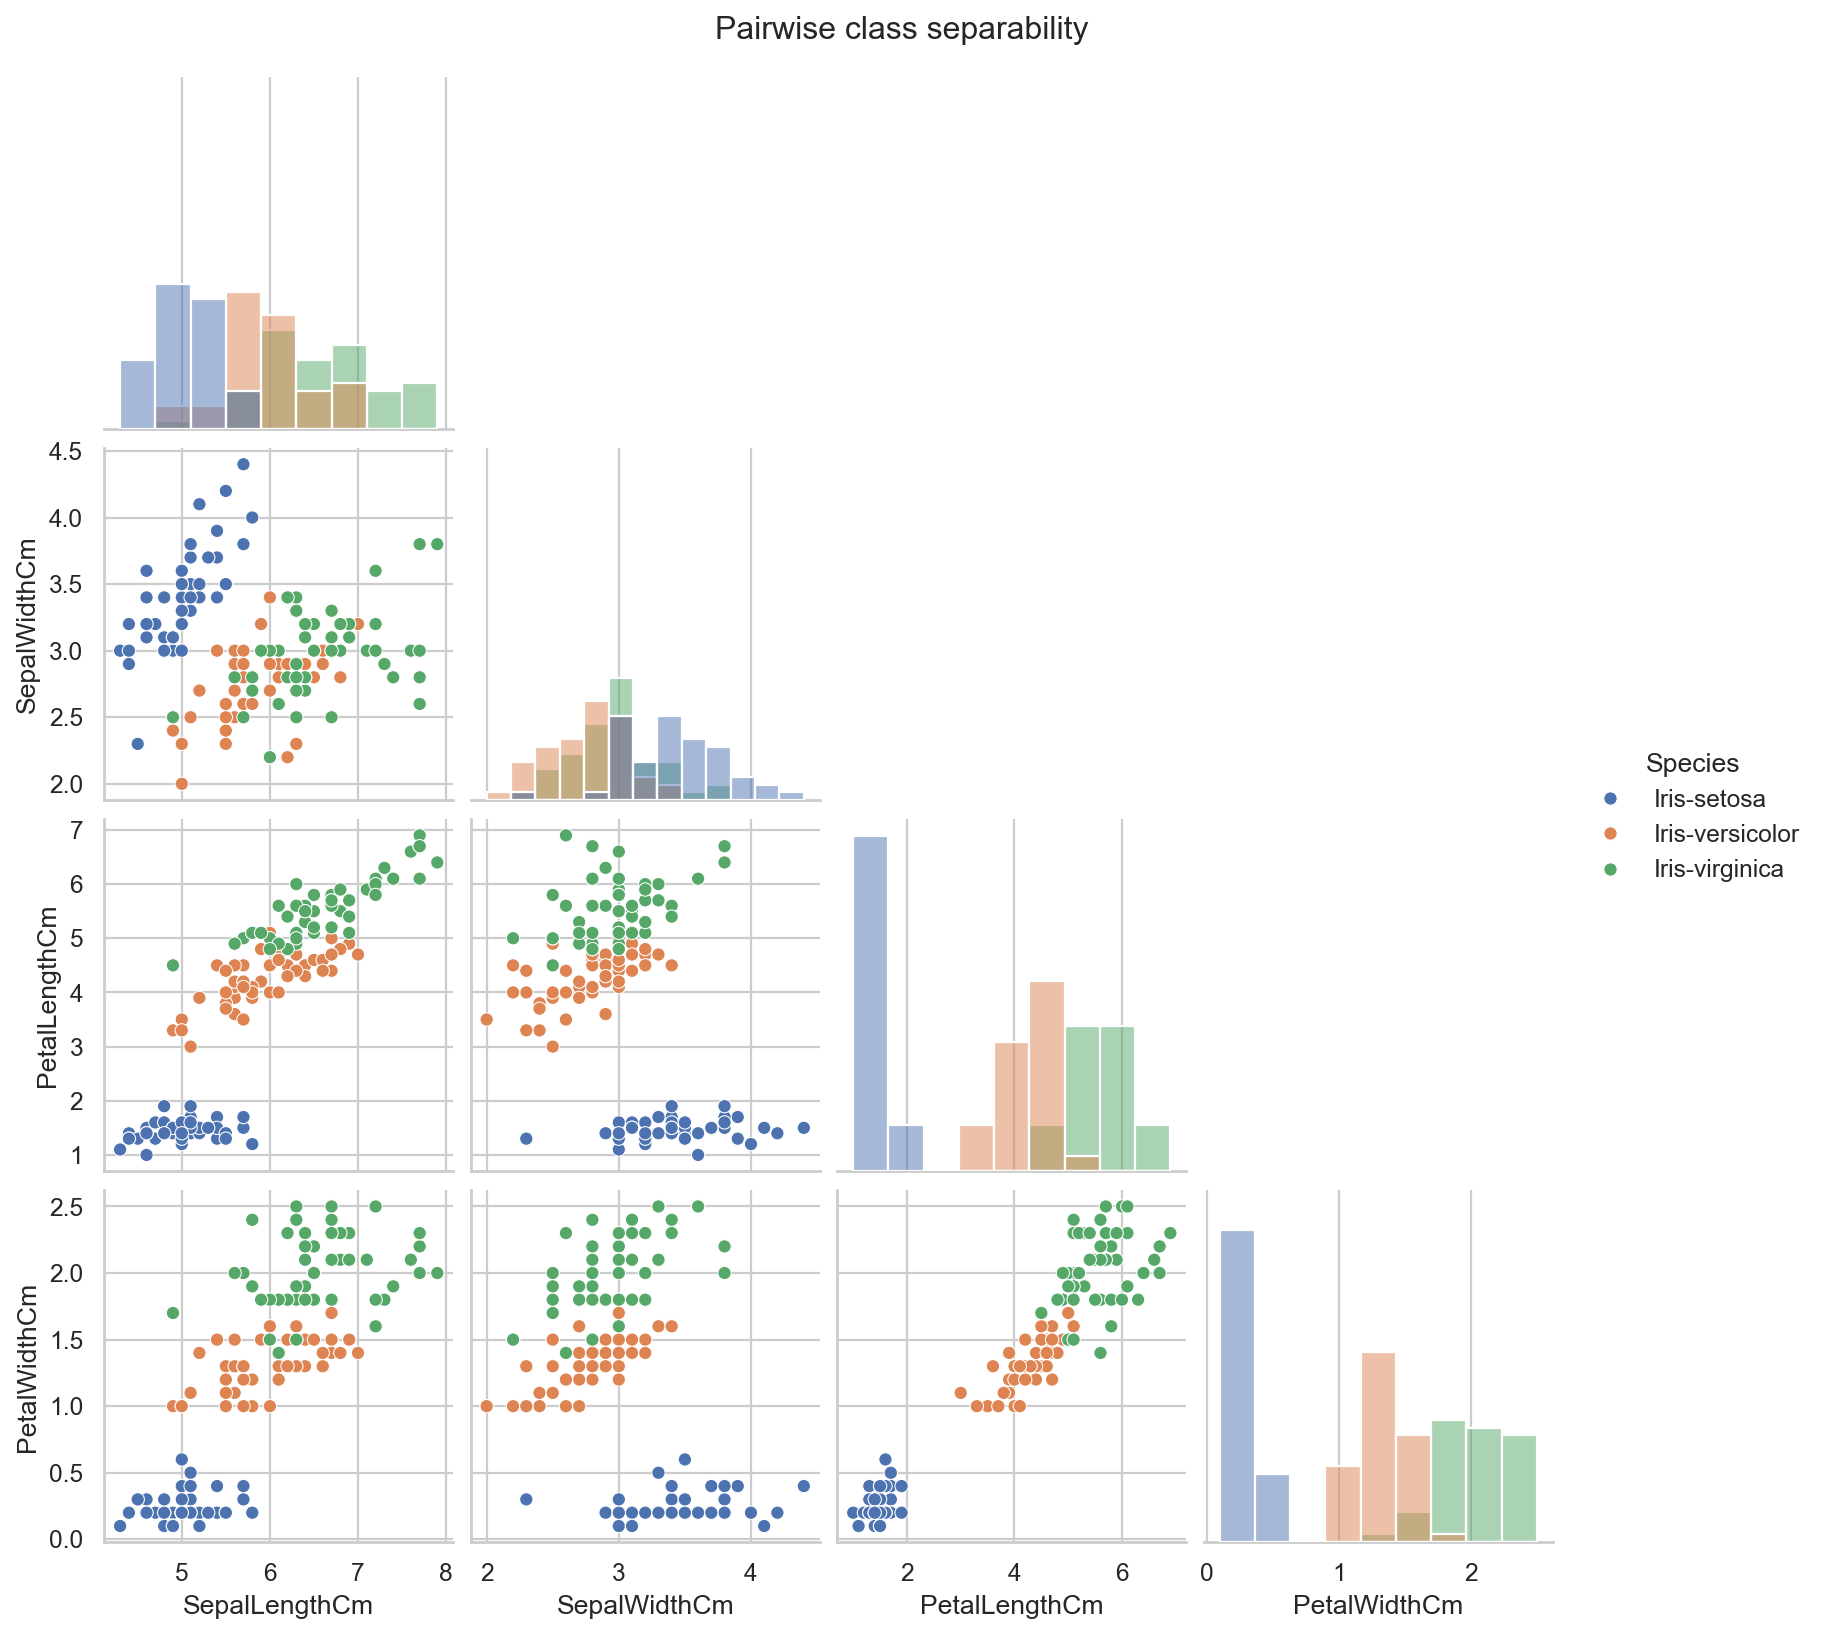 Pairwise class separability
4.5
4.0
3.5
3.0
2.5
2.0
SepalWidthCm
Species
Iris-setosa
Iris-versicolor
Iris-virginica
7
6
5
4
3
2
1
PetalLengthCm
2.5
2.0
1.5
1.0
0.5
0.0
PetalWidthCm
5 6 7 8
2 3 4
2 4 6
0 1 2
SepalLengthCm
SepalWidthCm
PetalLengthCm
PetalWidthCm